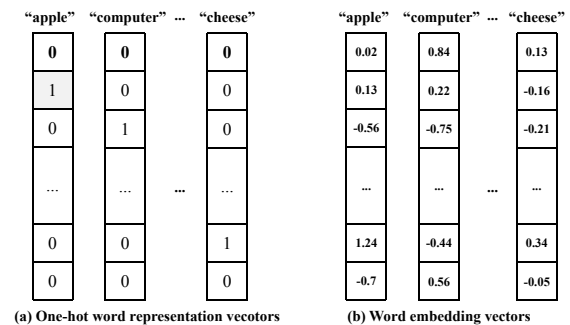 “apple” “computer” ... “cheese” “apple” “computer” ... “cheese”
0 0 0 0.02 0.84 0.13
1 0 0 0.13 0.22 -0.16
0 1 0 -0.56 -0.75 -0.21
... ... ... ... ... ... ... ...
0 0 1 1.24 -0.44 0.34
0 0 0 -0.7 0.56 -0.05
(a) One-hot word representation vecotors (b) Word embedding vectors